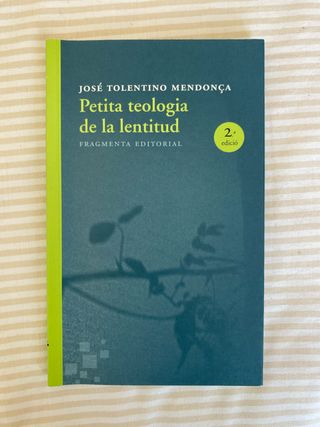 JOSÉ TOLENTINO MENDONÇA
Petita teologia
de la lentitud
FRAGMENTA EDITORIAL
2.ª
edició